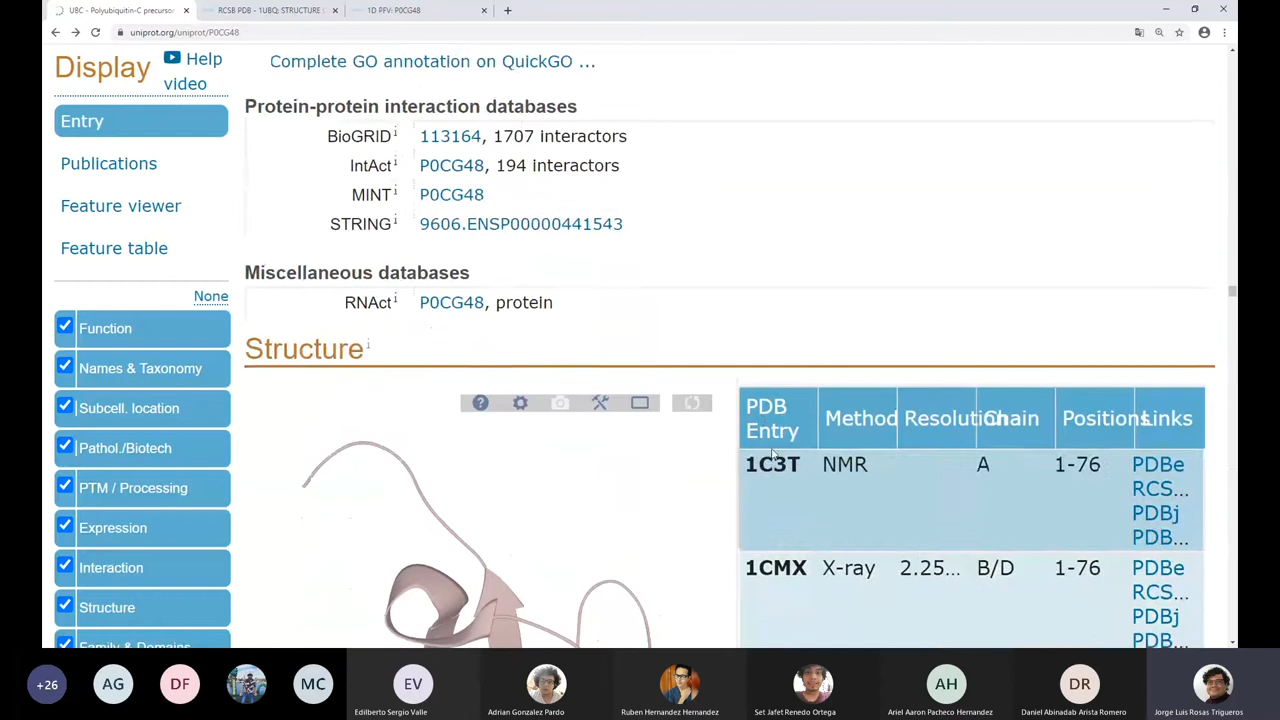 UBC - Polyubiquitin-C precursor
RCSB PDB - 1UBQ: STRUCTURE
1D PFV: P0CG48
uniprot.org/uniprot/P0CG48
Display
Help video
Entry
Publications
Feature viewer
Feature table
None
Function
Names & Taxonomy
Subcell. location
Pathol./Biotech
PTM / Processing
Expression
Interaction
Structure
Family & Domains
Complete GO annotation on QuickGO ...
Protein-protein interaction databases
BioGRID i 113164, 1707 interactors
IntAct i P0CG48, 194 interactors
MINT i P0CG48
STRING i 9606.ENSP00000441543
Miscellaneous databases
RNAct i P0CG48, protein
Structure i
PDB Entry Method Resolution Chain Positions Links
1C3T NMR A 1-76 PDBe
RCS...
PDBj
PDB...
1CMX X-ray 2.25... B/D 1-76 PDBe
RCS...
PDBj
PDB...
+26 AG DF MC EV AH DR
Edilberto Sergio Valle
Adrian Gonzalez Pardo
Ruben Hernandez Hernandez
Set Jafet Renedo Ortega
Ariel Aaron Pacheco Hernandez
Daniel Abinadab Arista Romero
Jorge Luis Rosas Trigueros